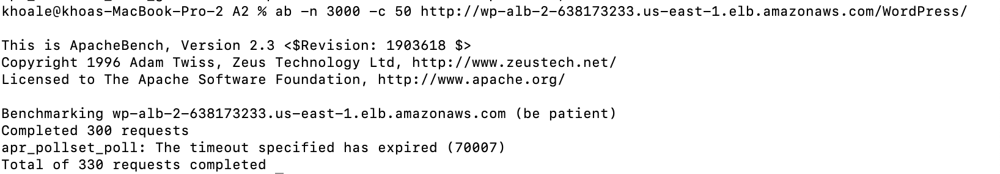 khoale@khoas-MacBook-Pro-2 A2 % ab -n 3000 -c 50 http://wp-alb-2-638173233.us-east-1.elb.amazonaws.com/WordPress/
This is ApacheBench, Version 2.3 <$Revision: 1903618 $>
Copyright 1996 Adam Twiss, Zeus Technology Ltd, http://www.zeustech.net/
Licensed to The Apache Software Foundation, http://www.apache.org/
Benchmarking wp-alb-2-638173233.us-east-1.elb.amazonaws.com (be patient)
Completed 300 requests
apr_pollset_poll: The timeout specified has expired (70007)
Total of 330 requests completed